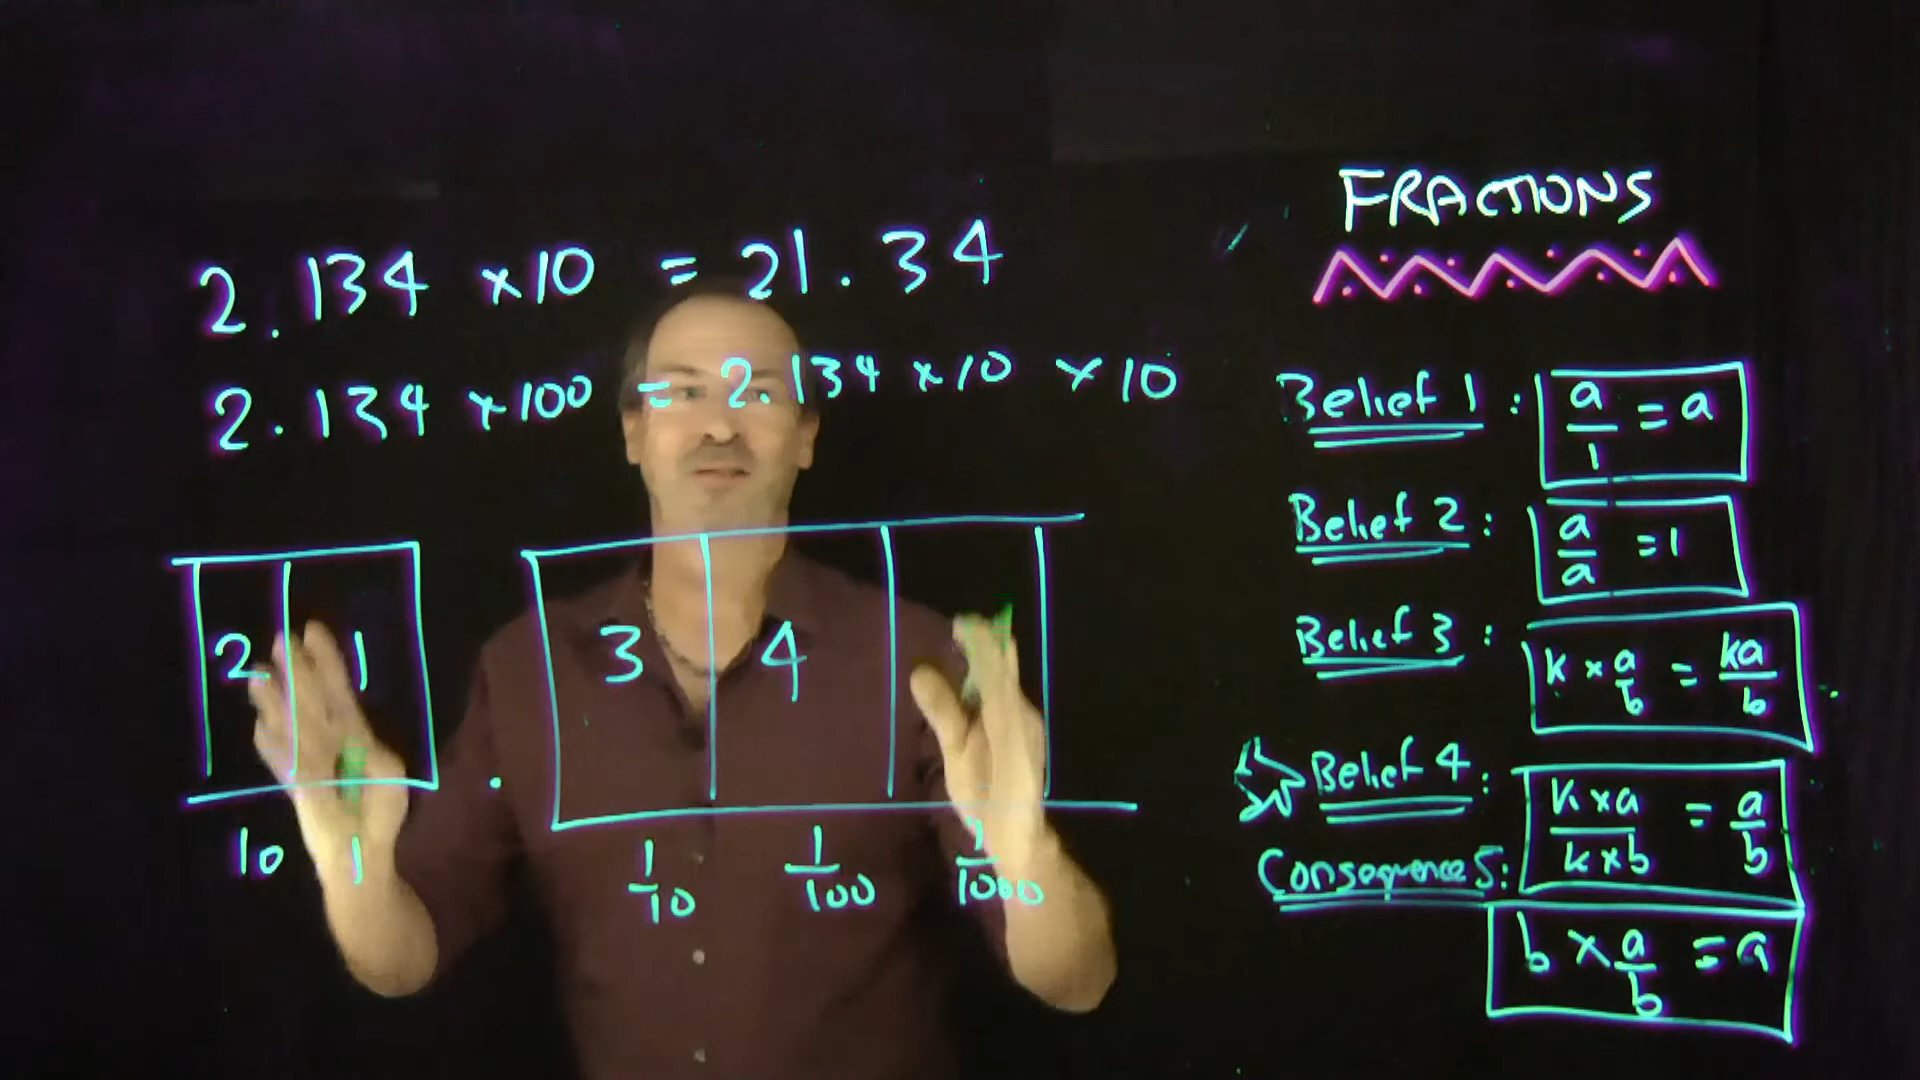 2.134 ×10 = 21.34
2.134 ×100 = 2.134 ×10 ×10
2 1 . 3 4
10 1 1/10 1/100 1/1000
FRACTIONS
Belief 1 : a/1 = a
Belief 2 : a/a = 1
Belief 3 : k × a/b = ka/b
Belief 4 : k×a/k×b = a/b
Consequence 5: b × a/b = a